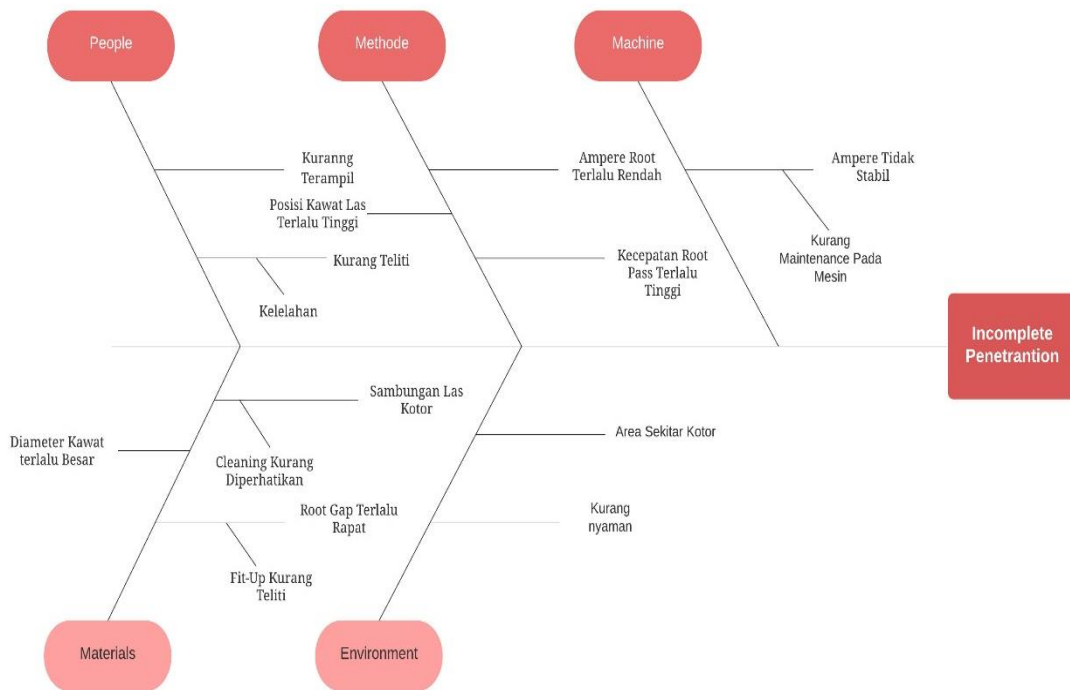 People
Methode
Machine
Kuranng
Terampil
Ampere Root
Terlalu Rendah
Ampere Tidak
Stabil
Posisi Kawat Las
Terlalu Tinggi
Kurang Teliti
Kecepatan Root
Pass Terlalu
Tinggi
Kurang
Maintenance Pada
Mesin
Kelelahan
Incomplete
Penetrantion
Sambungan Las
Kotor
Area Sekitar Kotor
Diameter Kawat
terlalu Besar
Cleaning Kurang
Diperhatikan
Root Gap Terlalu
Rapat
Kurang
nyaman
Fit-Up Kurang
Teliti
Materials
Environment